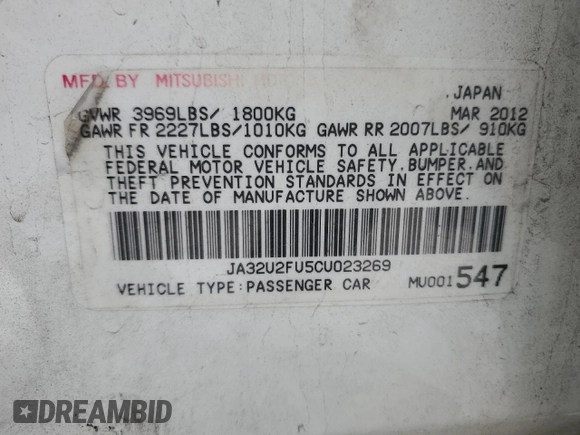 MFD. BY MITSUBISHI
JAPAN
GVWR 3969LBS/ 1800KG MAR 2012
GAWR FR 2227LBS/1010KG GAWR RR 2007LBS/ 910KG
THIS VEHICLE CONFORMS TO ALL APPLICABLE
FEDERAL MOTOR VEHICLE SAFETY, BUMPER, AND
THEFT PREVENTION STANDARDS IN EFFECT ON
THE DATE OF MANUFACTURE SHOWN ABOVE.
JA32U2FU5CU023269
VEHICLE TYPE:PASSENGER CAR MU001547
DREAMBID